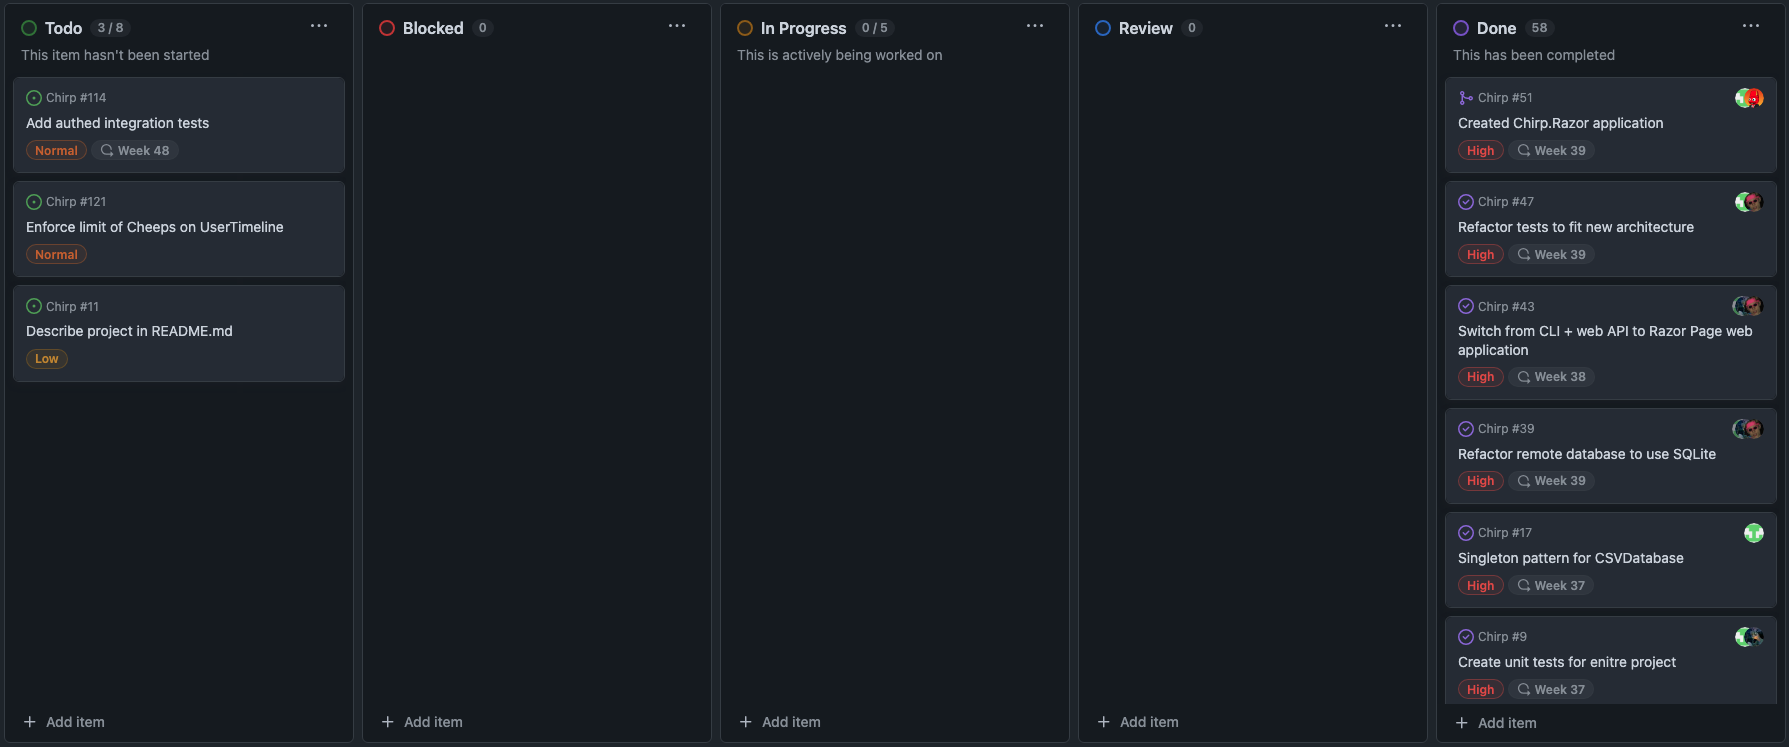 Todo 3 / 8
This item hasn't been started
Chirp #114
Add authed integration tests
Normal Week 48
Chirp #121
Enforce limit of Cheeps on UserTimeline
Normal
Chirp #11
Describe project in README.md
Low
+ Add item
Blocked 0
+ Add item
In Progress 0 / 5
This is actively being worked on
+ Add item
Review 0
+ Add item
Done 58
This has been completed
Chirp #51
Created Chirp.Razor application
High Week 39
Chirp #47
Refactor tests to fit new architecture
High Week 39
Chirp #43
Switch from CLI + web API to Razor Page web
application
High Week 38
Chirp #39
Refactor remote database to use SQLite
High Week 39
Chirp #17
Singleton pattern for CSVDatabase
High Week 37
Chirp #9
Create unit tests for enitre project
High Week 37
+ Add item